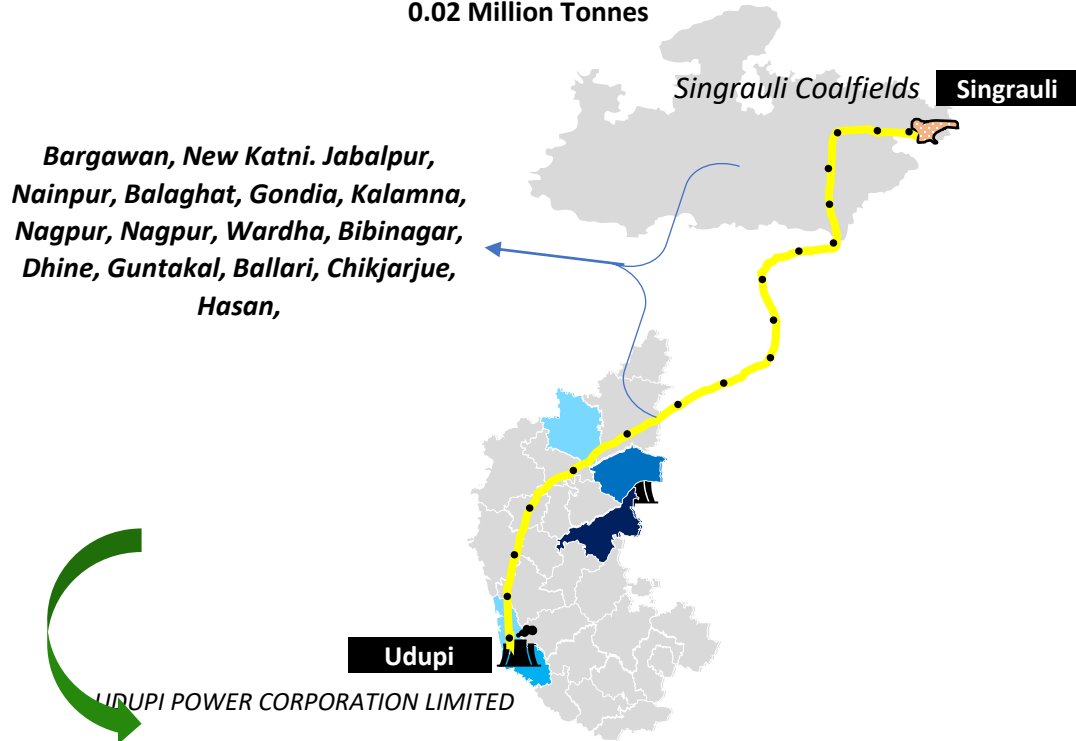 0.02 Million Tonnes
Singrauli Coalfields
Singrauli
Bargawan, New Katni. Jabalpur,
Nainpur, Balaghat, Gondia, Kalamna,
Nagpur, Nagpur, Wardha, Bibinagar,
Dhine, Guntakal, Ballari, Chikjarjue,
Hasan,
Udupi
UDUPI POWER CORPORATION LIMITED